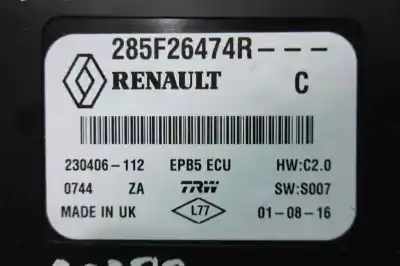 285F26474R---
RENAULT C
230406-112 EPB5 ECU HW:C2.0
0744 ZA TRW SW:S007
MADE IN UK L77 01-08-16